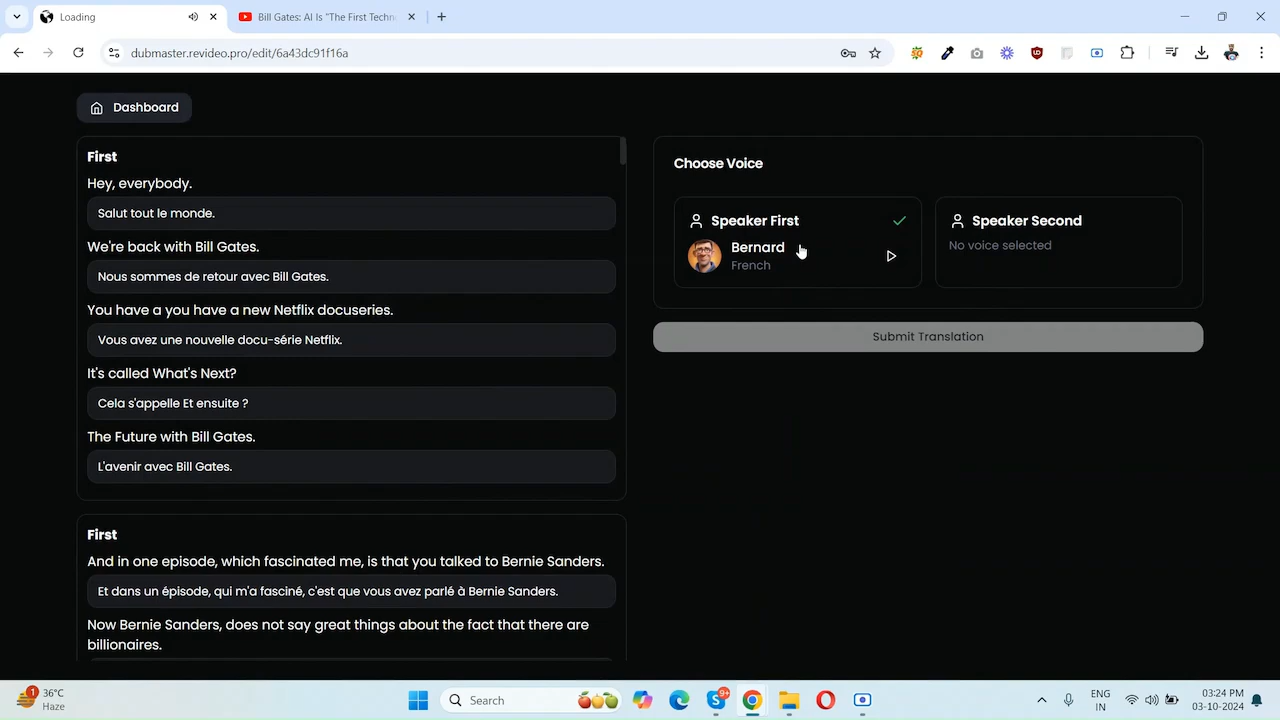 Loading
Bill Gates: AI Is "The First Techn
dubmaster.revideo.pro/edit/6a43dc91f16a
Dashboard
First
Hey, everybody.
Salut tout le monde.
We're back with Bill Gates.
Nous sommes de retour avec Bill Gates.
You have a you have a new Netflix docuseries.
Vous avez une nouvelle docu-série Netflix.
It's called What's Next?
Cela s'appelle Et ensuite ?
The Future with Bill Gates.
L'avenir avec Bill Gates.
First
And in one episode, which fascinated me, is that you talked to Bernie Sanders.
Et dans un épisode, qui m'a fasciné, c'est que vous avez parlé à Bernie Sanders.
Now Bernie Sanders, does not say great things about the fact that there are
billionaires.
Choose Voice
Speaker First
Bernard
French
Speaker Second
No voice selected
Submit Translation
1
36°C
Haze
Search
9+
ENG
IN
03:24 PM
03-10-2024